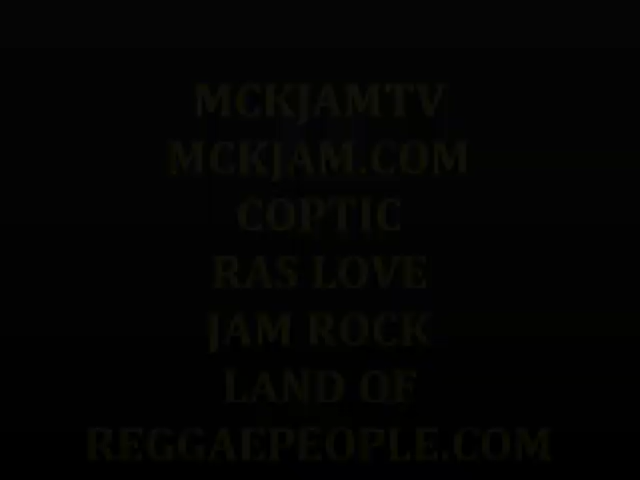 MCKJAMTV
MCKJAM.COM
COPTIC
RAS LOVE
JAM ROCK
LAND OF
REGGAEPEOPLE.COM